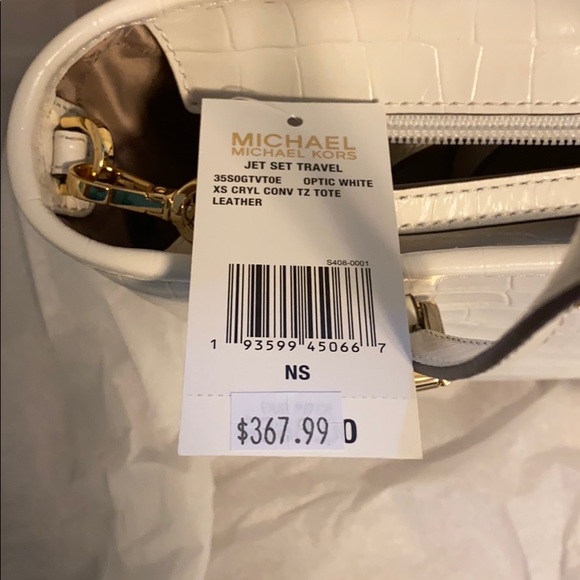 MICHAEL
MICHAEL KORS
JET SET TRAVEL
35S0GTVT0E OPTIC WHITE
XS CRYL CONV TZ TOTE
LEATHER
S408-0001
1 93599 45066 7
NS
$367.99 0